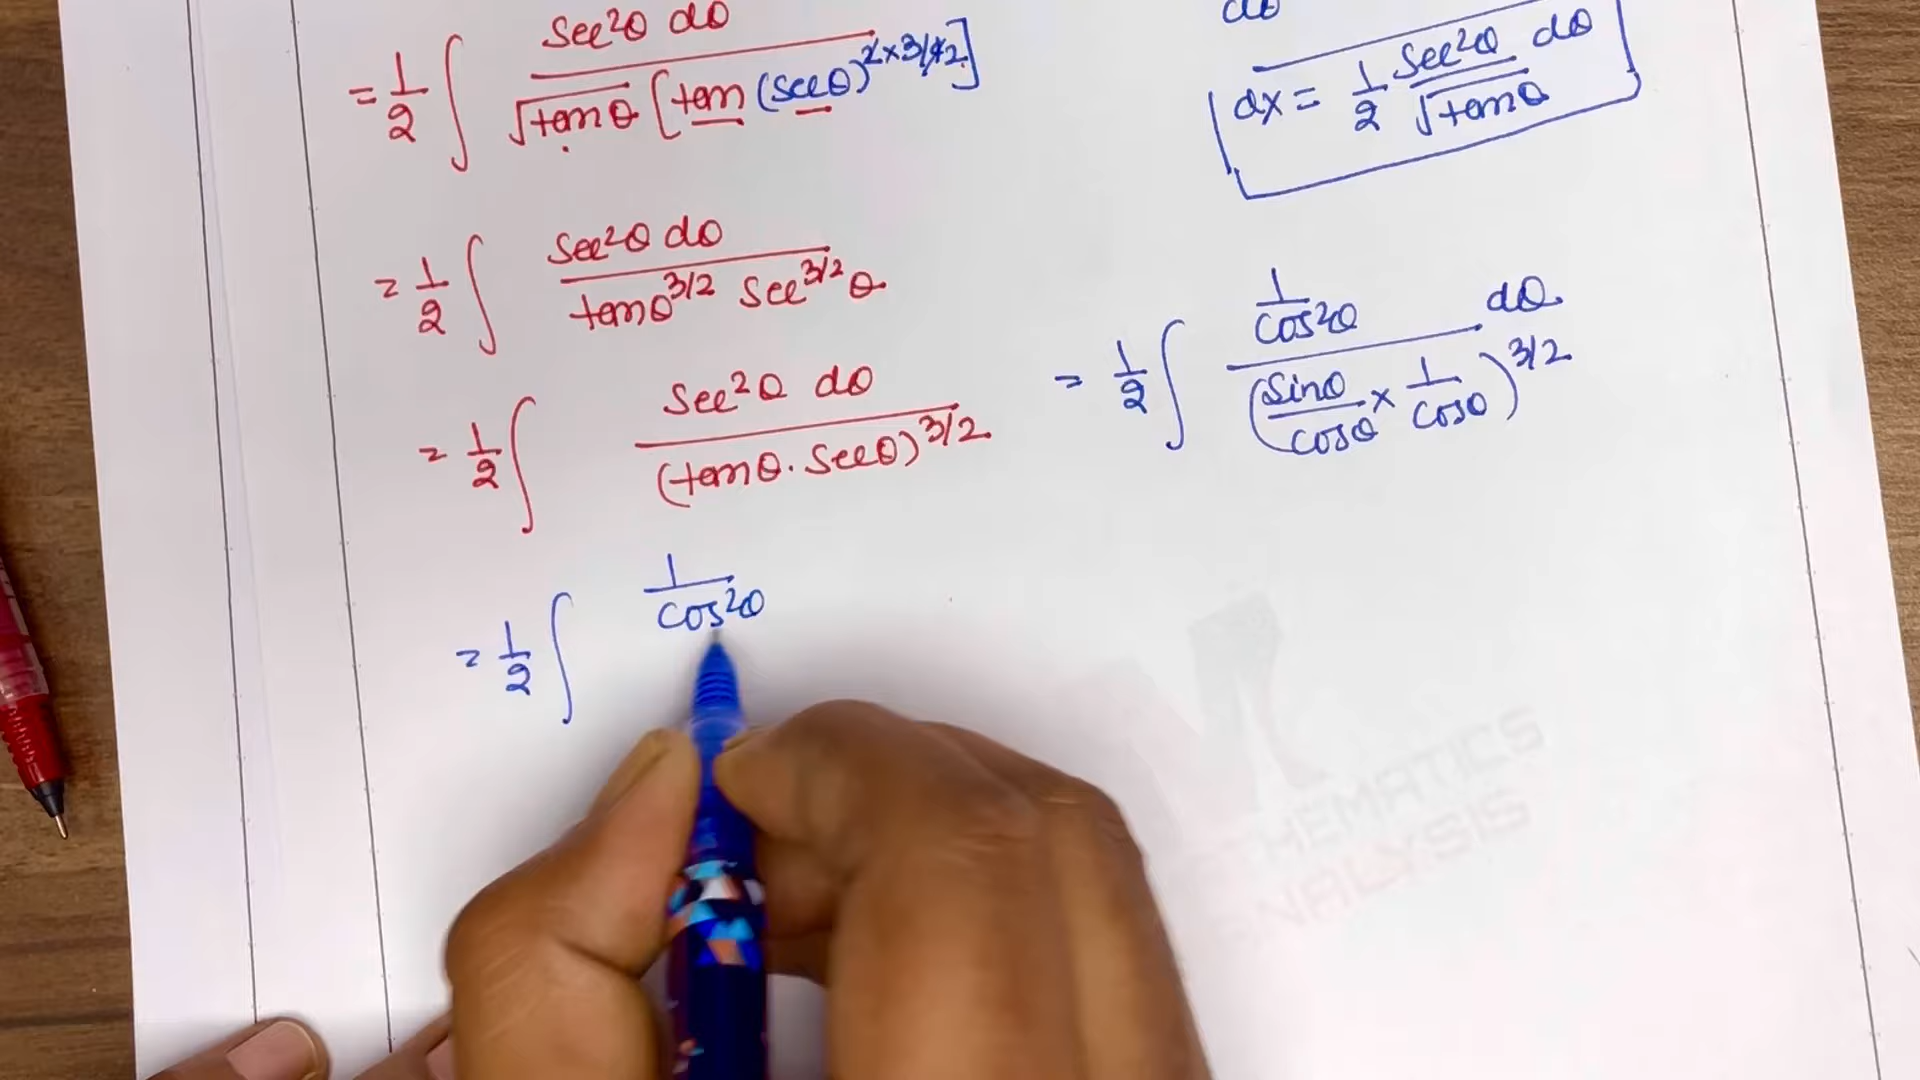 = 1/2 ∫ sec²θ dθ / √tanθ [tan (secθ)^2×3/42]
= 1/2 ∫ sec²θ dθ / tanθ^3/2 sec^3/2 θ
= 1/2 ∫ sec²θ dθ / (tanθ · secθ)^3/2
= 1/2 ∫ 1/cos²θ
dθ
dx = 1/2 sec²θ dθ / √tanθ
= 1/2 ∫ 1/cos²θ dθ / (sinθ/cosθ × 1/cosθ)^3/2